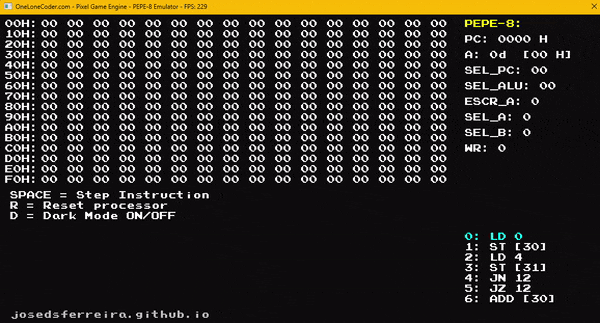 OneLoneCoder.com - Pixel Game Engine - PEPE-8 Emulator - FPS: 229
00H: 00 00 00 00 00 00 00 00 00 00 00 00 00 00 00 00
10H: 00 00 00 00 00 00 00 00 00 00 00 00 00 00 00 00
20H: 00 00 00 00 00 00 00 00 00 00 00 00 00 00 00 00
30H: 00 00 00 00 00 00 00 00 00 00 00 00 00 00 00 00
40H: 00 00 00 00 00 00 00 00 00 00 00 00 00 00 00 00
50H: 00 00 00 00 00 00 00 00 00 00 00 00 00 00 00 00
60H: 00 00 00 00 00 00 00 00 00 00 00 00 00 00 00 00
70H: 00 00 00 00 00 00 00 00 00 00 00 00 00 00 00 00
80H: 00 00 00 00 00 00 00 00 00 00 00 00 00 00 00 00
90H: 00 00 00 00 00 00 00 00 00 00 00 00 00 00 00 00
A0H: 00 00 00 00 00 00 00 00 00 00 00 00 00 00 00 00
B0H: 00 00 00 00 00 00 00 00 00 00 00 00 00 00 00 00
C0H: 00 00 00 00 00 00 00 00 00 00 00 00 00 00 00 00
D0H: 00 00 00 00 00 00 00 00 00 00 00 00 00 00 00 00
E0H: 00 00 00 00 00 00 00 00 00 00 00 00 00 00 00 00
F0H: 00 00 00 00 00 00 00 00 00 00 00 00 00 00 00 00
SPACE = Step Instruction
R = Reset processor
D = Dark Mode ON/OFF
PEPE-8:
PC: 0000 H
A: 0d [00 H]
SEL_PC: 00
SEL_ALU: 00
ESCR_A: 0
SEL_A: 0
SEL_B: 0
WR: 0
0: LD 0
1: ST [30]
2: LD 4
3: ST [31]
4: JN 12
5: JZ 12
6: ADD [30]
josedsferreira.github.io